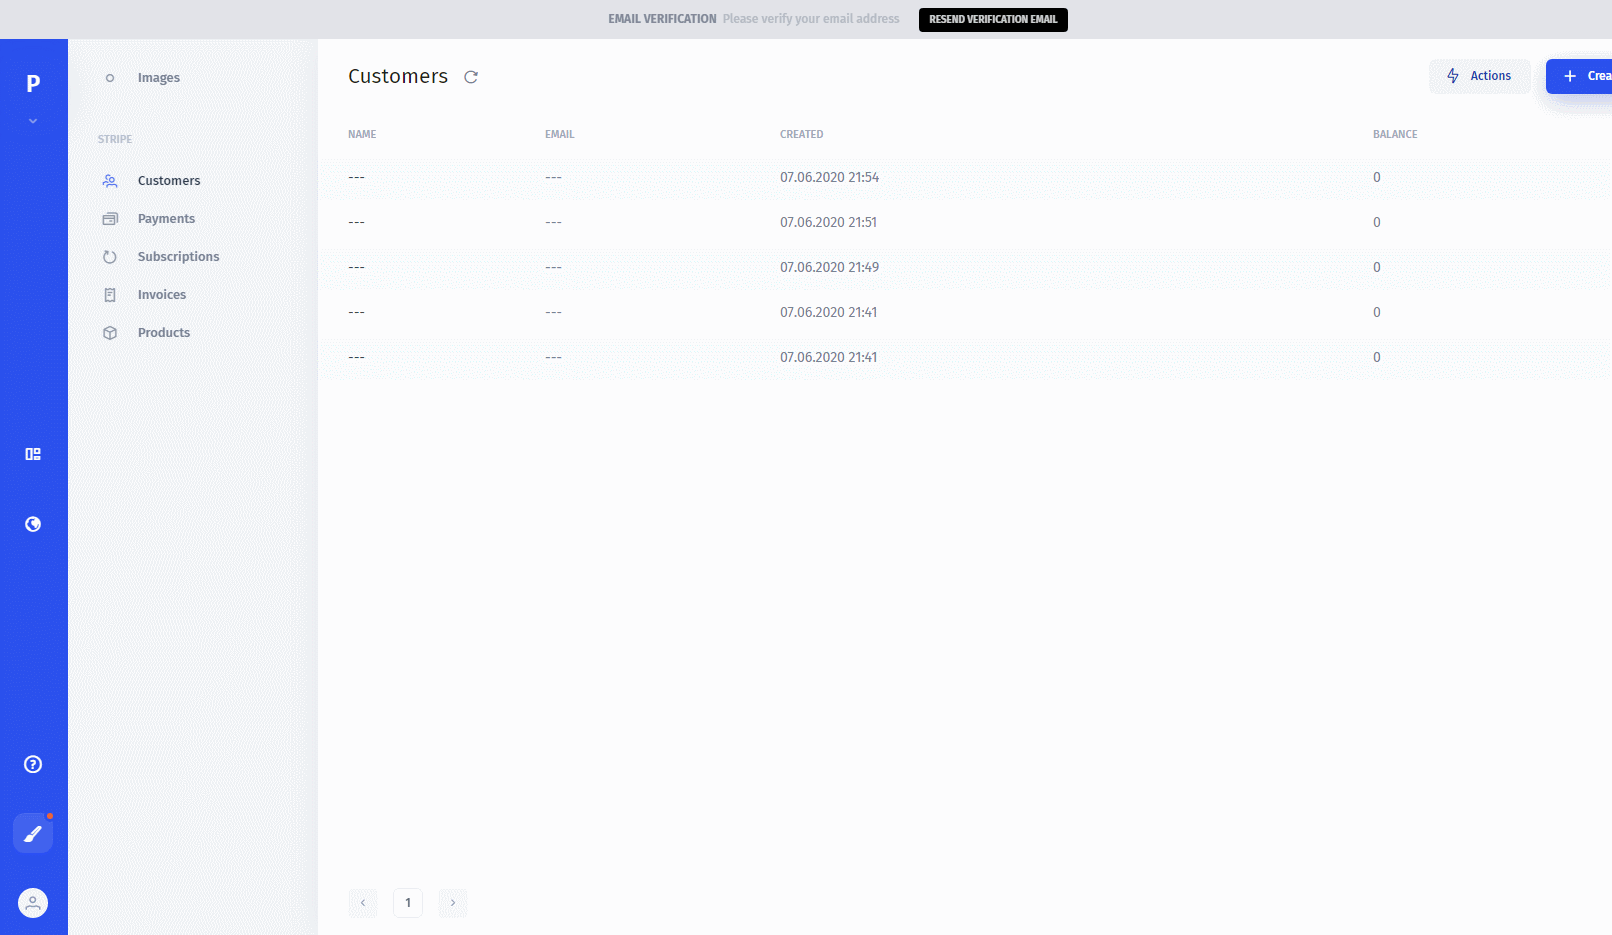 EMAIL VERIFICATION Please verify your email address RESEND VERIFICATION EMAIL
P
Images
STRIPE
Customers
Payments
Subscriptions
Invoices
Products
Customers
Actions
+ Crea
NAME EMAIL CREATED BALANCE
--- --- 07.06.2020 21:54 0
--- --- 07.06.2020 21:51 0
--- --- 07.06.2020 21:49 0
--- --- 07.06.2020 21:41 0
--- --- 07.06.2020 21:41 0
1